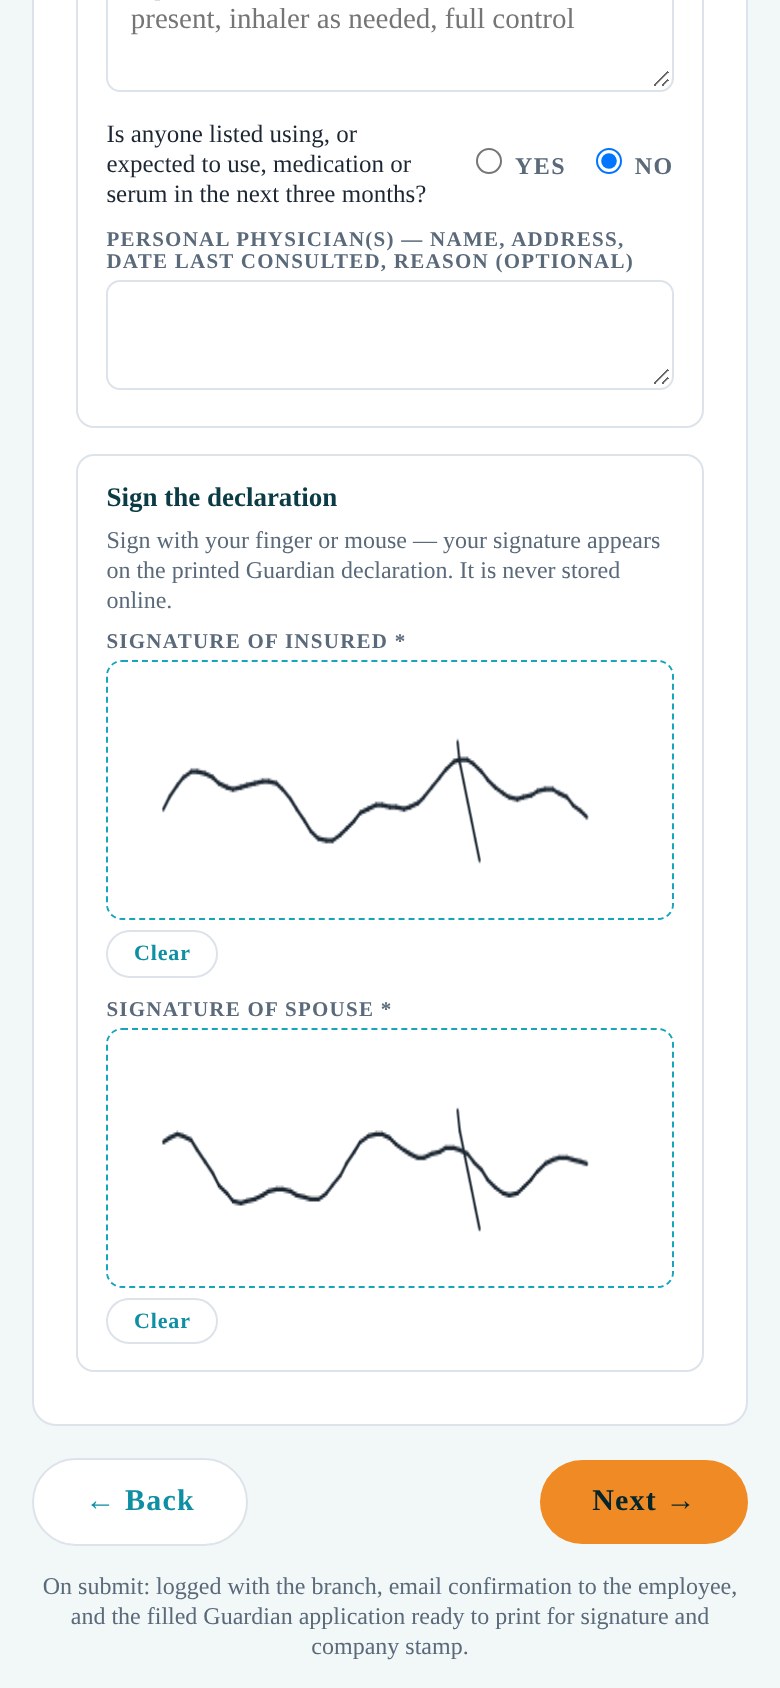 present, inhaler as needed, full control
Is anyone listed using, or
expected to use, medication or
serum in the next three months?
YES
NO
PERSONAL PHYSICIAN(S) — NAME, ADDRESS,
DATE LAST CONSULTED, REASON (OPTIONAL)
Sign the declaration
Sign with your finger or mouse — your signature appears
on the printed Guardian declaration. It is never stored
online.
SIGNATURE OF INSURED *
Clear
SIGNATURE OF SPOUSE *
Clear
← Back
Next →
On submit: logged with the branch, email confirmation to the employee,
and the filled Guardian application ready to print for signature and
company stamp.